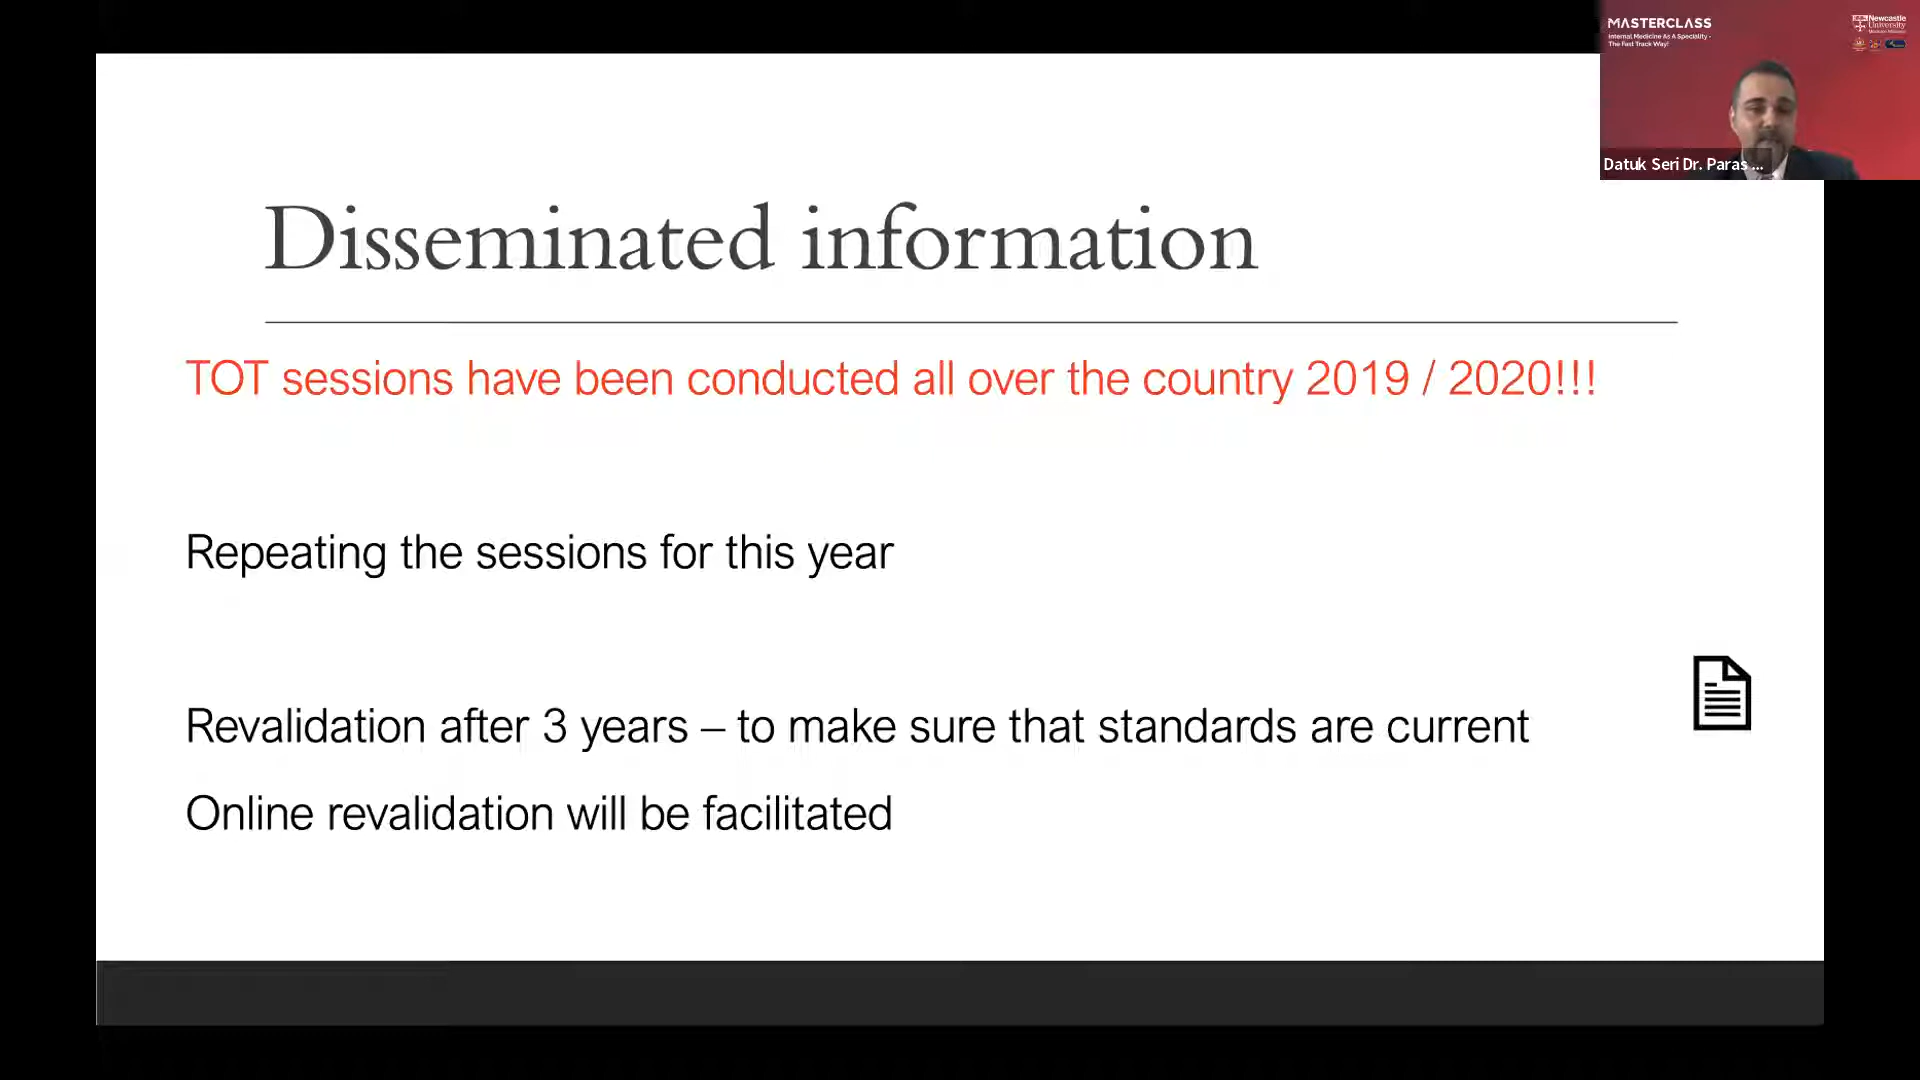 MASTERCLASS
Internal Medicine As A Speciality -
The Fast Track Way!
Newcastle
University
Datuk Seri Dr. Paras ...
Disseminated information
TOT sessions have been conducted all over the country 2019 / 2020!!!
Repeating the sessions for this year
Revalidation after 3 years – to make sure that standards are current
Online revalidation will be facilitated